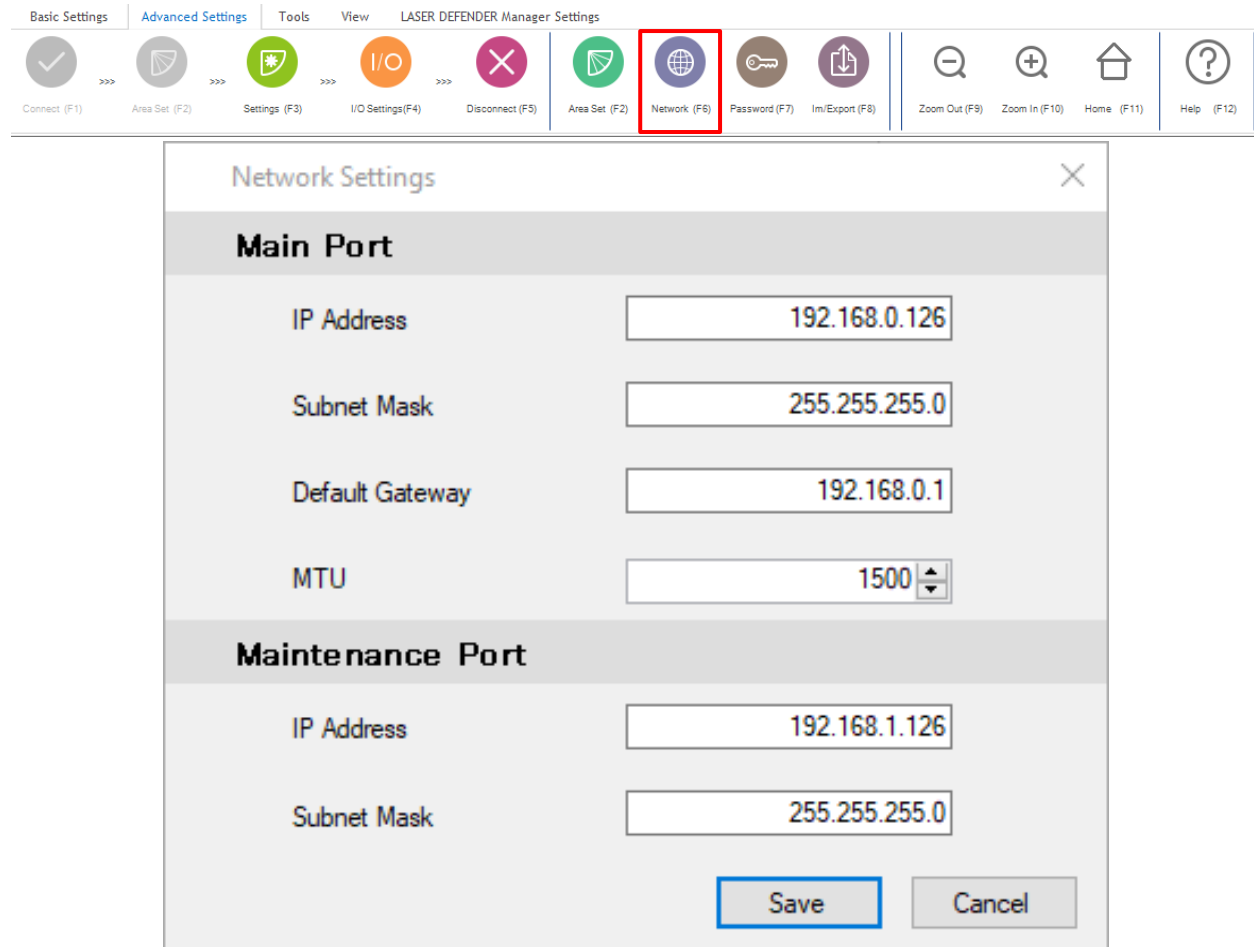 Basic Settings Advanced Settings Tools View LASER DEFENDER Manager Settings
>>> >>> I/O >>> >>>
Connect (F1) Area Set (F2) Settings (F3) I/O Settings(F4) Disconnect(F5) Area Set (F2) Network (F6) Password(F7) Im/Export(F8) Zoom Out(F9) Zoom In(F10) Home (F11) Help (F12)
Network Settings
Main Port
IP Address 192.168.0.126
Subnet Mask 255.255.255.0
Default Gateway 192.168.0.1
MTU 1500
Maintenance Port
IP Address 192.168.1.126
Subnet Mask 255.255.255.0
Save Cancel